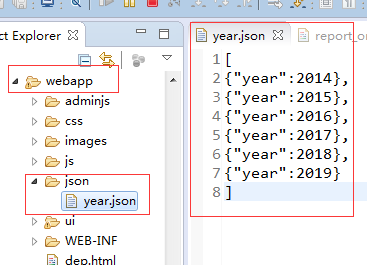 ct Explorer
webapp
adminjs
css
images
js
json
year.json
ui
WEB-INF
dep.html
year.json
report_or
1 [
2 {"year":2014},
3 {"year":2015},
4 {"year":2016},
5 {"year":2017},
6 {"year":2018},
7 {"year":2019}
8 ]